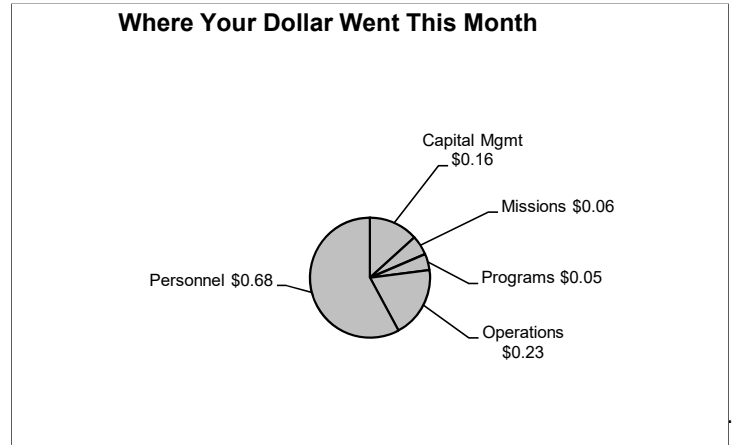 Where Your Dollar Went This Month
Capital Mgmt
$0.16
Missions $0.06
Personnel $0.68
Programs $0.05
Operations
$0.23
.